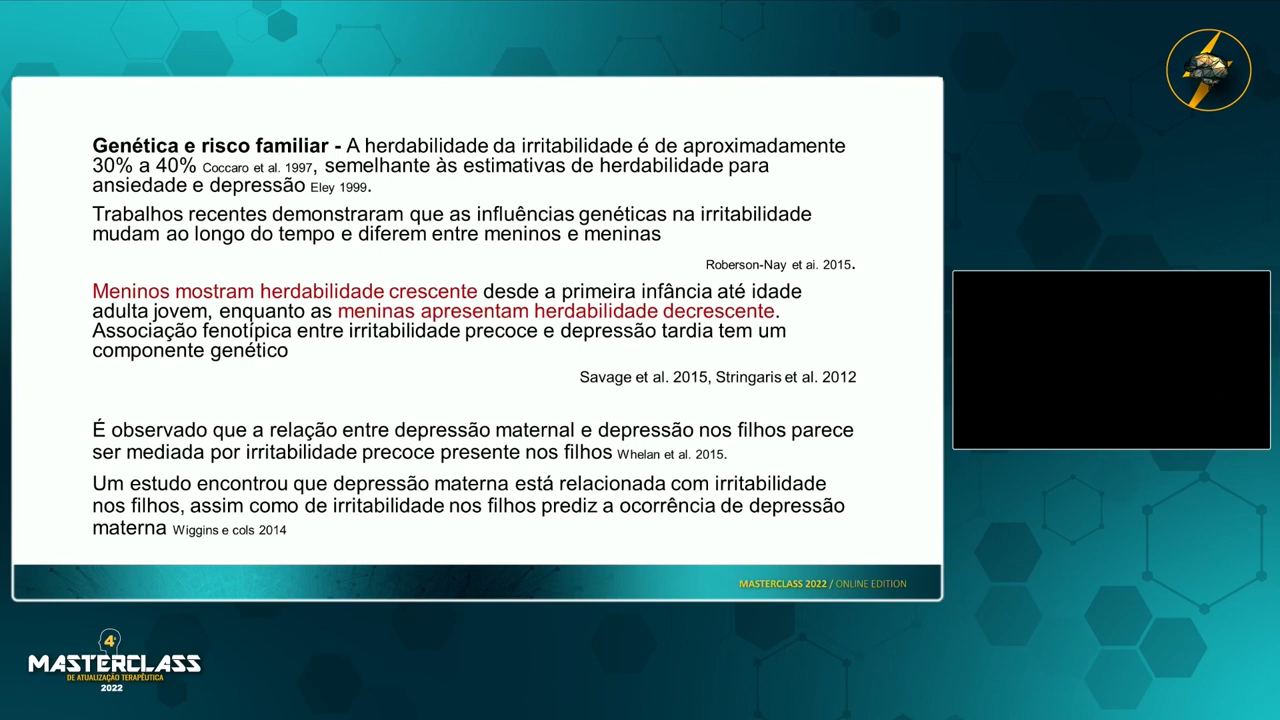 Genética e risco familiar - A herdabilidade da irritabilidade é de aproximadamente
30% a 40% Coccaro et al. 1997, semelhante às estimativas de herdabilidade para
ansiedade e depressão Eley 1999.
Trabalhos recentes demonstraram que as influências genéticas na irritabilidade
mudam ao longo do tempo e diferem entre meninos e meninas
Roberson-Nay et ai. 2015.
Meninos mostram herdabilidade crescente desde a primeira infância até idade
adulta jovem, enquanto as meninas apresentam herdabilidade decrescente.
Associação fenotípica entre irritabilidade precoce e depressão tardia tem um
componente genético
Savage et al. 2015, Stringaris et al. 2012
É observado que a relação entre depressão maternal e depressão nos filhos parece
ser mediada por irritabilidade precoce presente nos filhos Whelan et al. 2015.
Um estudo encontrou que depressão materna está relacionada com irritabilidade
nos filhos, assim como de irritabilidade nos filhos prediz a ocorrência de depressão
materna Wiggins e cols 2014
MASTERCLASS 2022 / ONLINE EDITION
4ª
MASTERCLASS
DE ATUALIZAÇÃO TERAPÊUTICA
2022